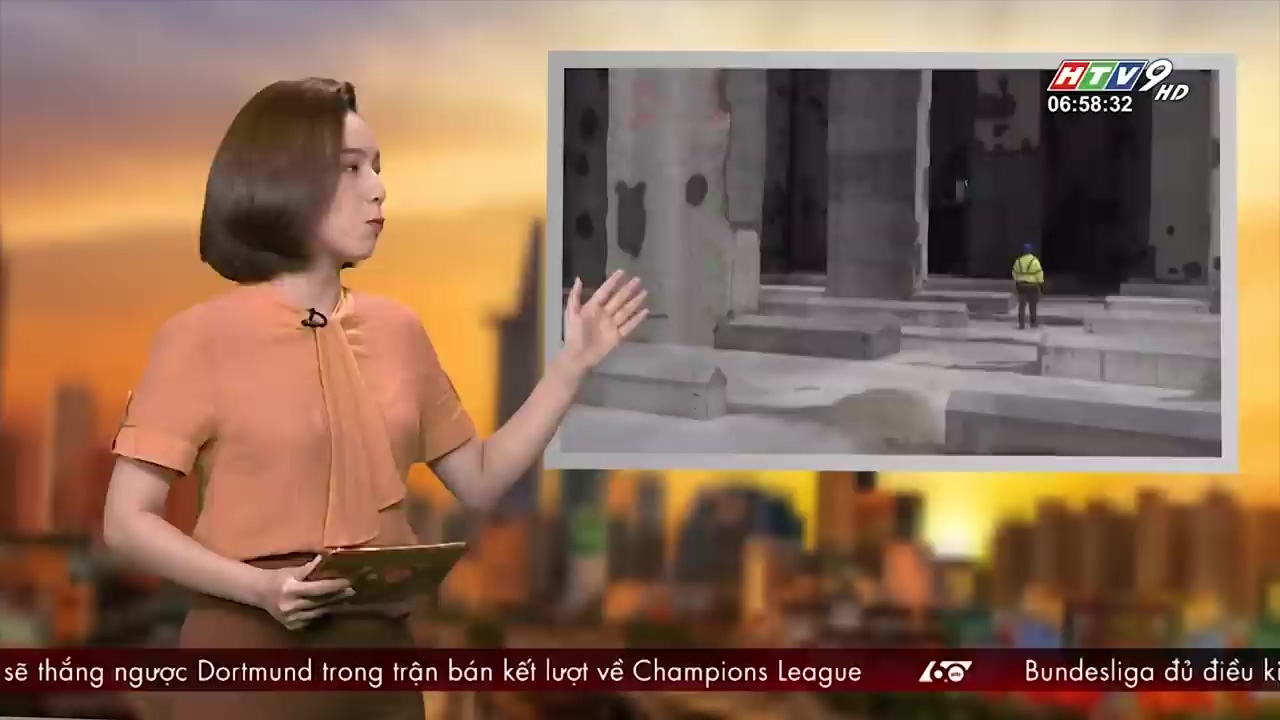 HTV9 HD
06:58:32
sẽ thắng ngược Dortmund trong trận bán kết lượt về Champions League 60 Bundesliga đủ điều ki